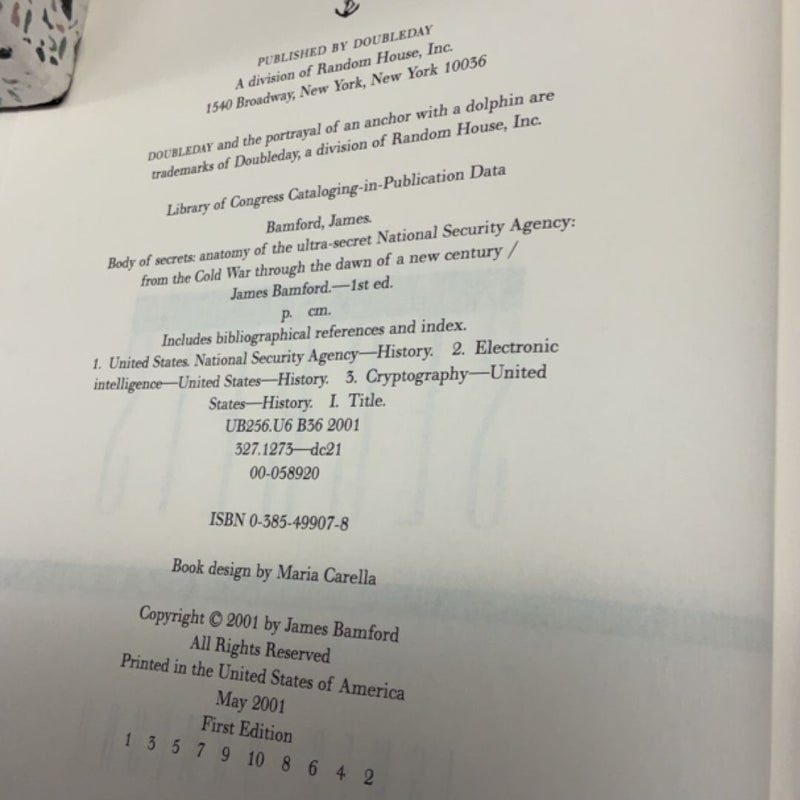 PUBLISHED BY DOUBLEDAY
A division of Random House, Inc.
1540 Broadway, New York, New York 10036
DOUBLEDAY and the portrayal of an anchor with a dolphin are
trademarks of Doubleday, a division of Random House, Inc.
Library of Congress Cataloging-in-Publication Data
Bamford, James.
Body of secrets: anatomy of the ultra-secret National Security Agency:
from the Cold War through the dawn of a new century /
James Bamford.—1st ed.
p. cm.
Includes bibliographical references and index.
1. United States. National Security Agency—History. 2. Electronic
intelligence—United States—History. 3. Cryptography—United
States—History. I. Title.
UB256.U6 B36 2001
327.1273—dc21
00-058920
ISBN 0-385-49907-8
Book design by Maria Carella
Copyright © 2001 by James Bamford
All Rights Reserved
Printed in the United States of America
May 2001
First Edition
1 3 5 7 9 10 8 6 4 2